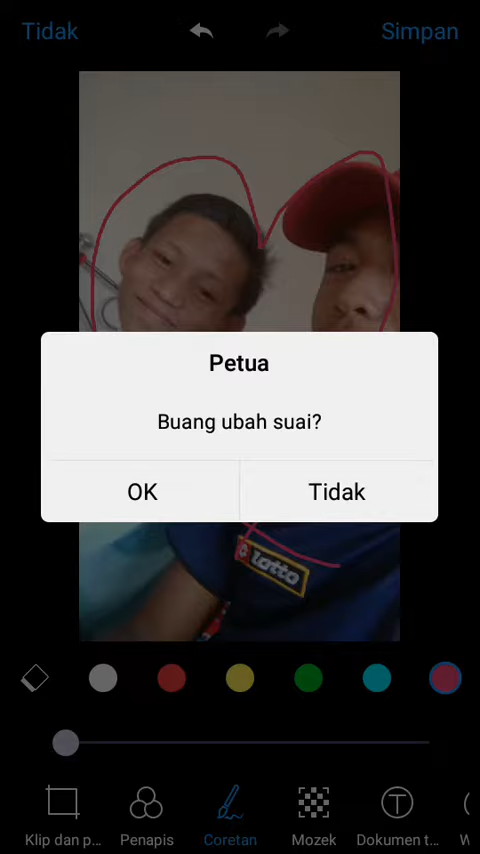 Tidak
Simpan
Petua
Buang ubah suai?
OK
Tidak
lotto
Klip dan p...
Penapis
Coretan
Mozek
Dokumen t...
W